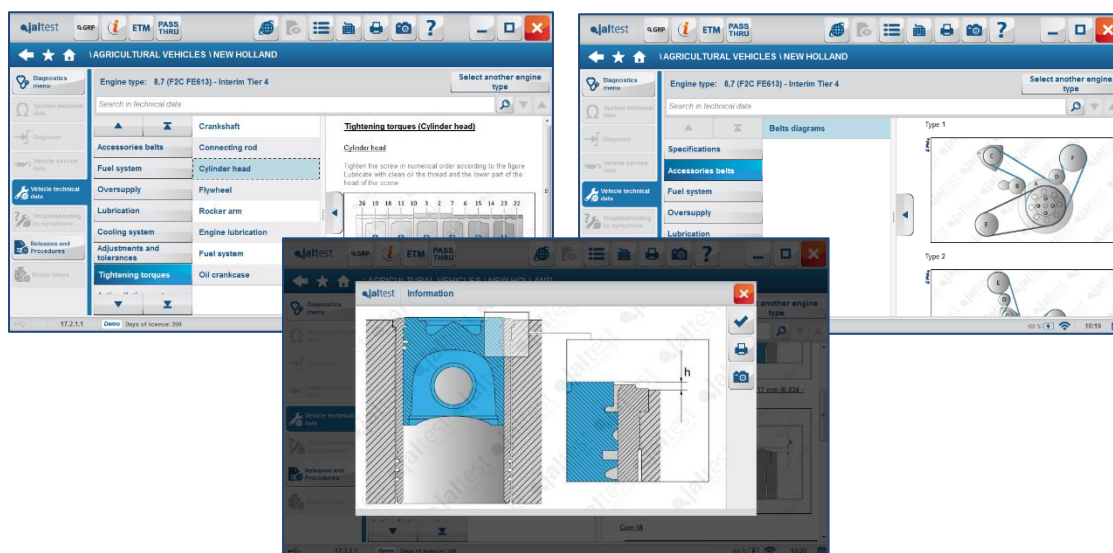 jaltest
GRP
ETM
PASS THRU
\ AGRICULTURAL VEHICLES \ NEW HOLLAND
Diagnostics menu
System technical data
Diagrams
Vehicle service data
Vehicle technical data
Troubleshooting by symptoms
Releases and Procedures
Engine type: 8,7 (F2C FE613) - Interim Tier 4
Select another engine type
Search in technical data
Accessories belts
Fuel system
Oversupply
Lubrication
Cooling system
Adjustments and tolerances
Tightening torques
Crankshaft
Connecting rod
Cylinder head
Flywheel
Rocker arm
Engine lubrication
Fuel system
Oil crankcase
Tightening torques (Cylinder head)
Cylinder head
Tighten the screw in numerical order according to the figure
Lubricate with clean oil the thread and the lower part of the
head of the screw
26 19 18 11 10 3 2 7 6 15 14 23 22
17.2.1.1
Demo
Days of licence: 200
jaltest
GRP
ETM
PASS THRU
\ AGRICULTURAL VEHICLES \ NEW HOLLAND
Diagnostics menu
System technical data
Diagrams
Vehicle service data
Vehicle technical data
Troubleshooting by symptoms
Releases and Procedures
Engine type: 8,7 (F2C FE613) - Interim Tier 4
Select another engine type
Search in technical data
Specifications
Accessories belts
Fuel system
Oversupply
Lubrication
Belts diagrams
Type 1
C
F
B
A
D
E
Type 2
E
D
10:19
jaltest
GRP
ETM
PASS THRU
\ AGRICULTURAL VEHICLES \ NEW HOLLAND
jaltest
Information
h
Cam lift
17.2.1.1
Demo
Days of licence: 200
10:20